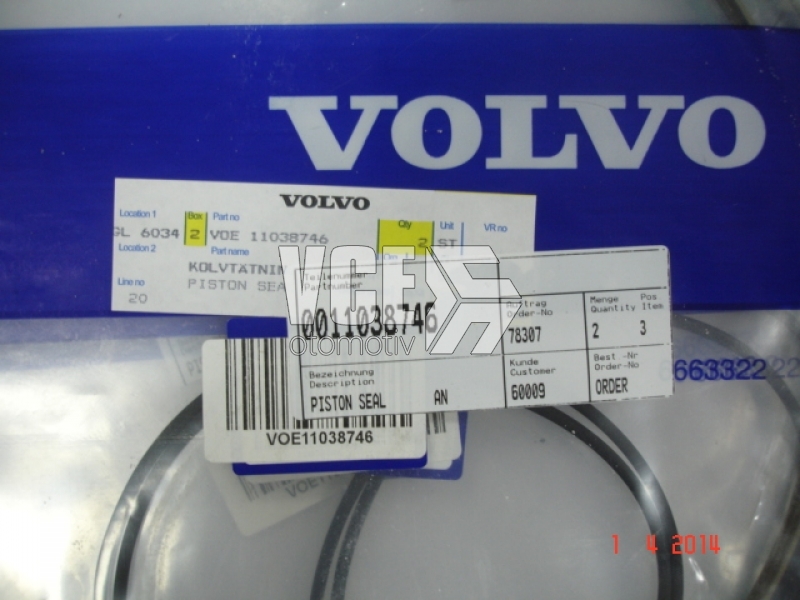 VOLVO
VOLVO
Location 1 Box Part no Qty Unit VR no
GL 6034 2 VOE 11038746 2 ST
Location 2 Part name
KOLVTÄTNIN
Line no PISTON SEA
20
Teilenummer
Partnumber
0011038746
Auftrag
Order-No
78307
Menge
Quantity
2
Pos
Item
3
Bezeichnung
Description
PISTON SEAL AN
Kunde
Customer
60009
Best.-Nr
Order-No
ORDER
VOE11038746
VCE
otomotiv
663322 22
1 4 2014